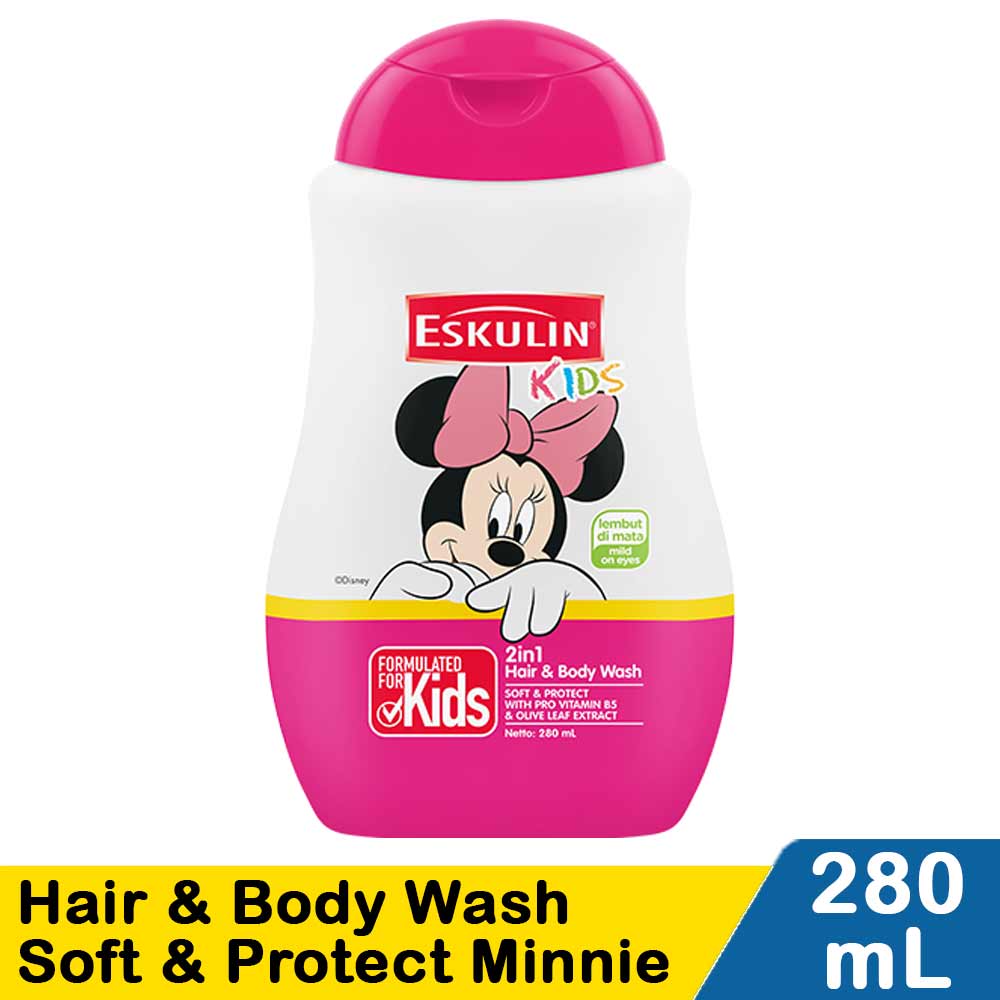 ESKULIN®
KIDS
lembut
di mata
mild
on eyes
©Disney
FORMULATED
FOR
Kids
2in1
Hair & Body Wash
SOFT & PROTECT
WITH PRO VITAMIN B5
& OLIVE LEAF EXTRACT
Netto: 280 mL
Hair & Body Wash
Soft & Protect Minnie
280
mL